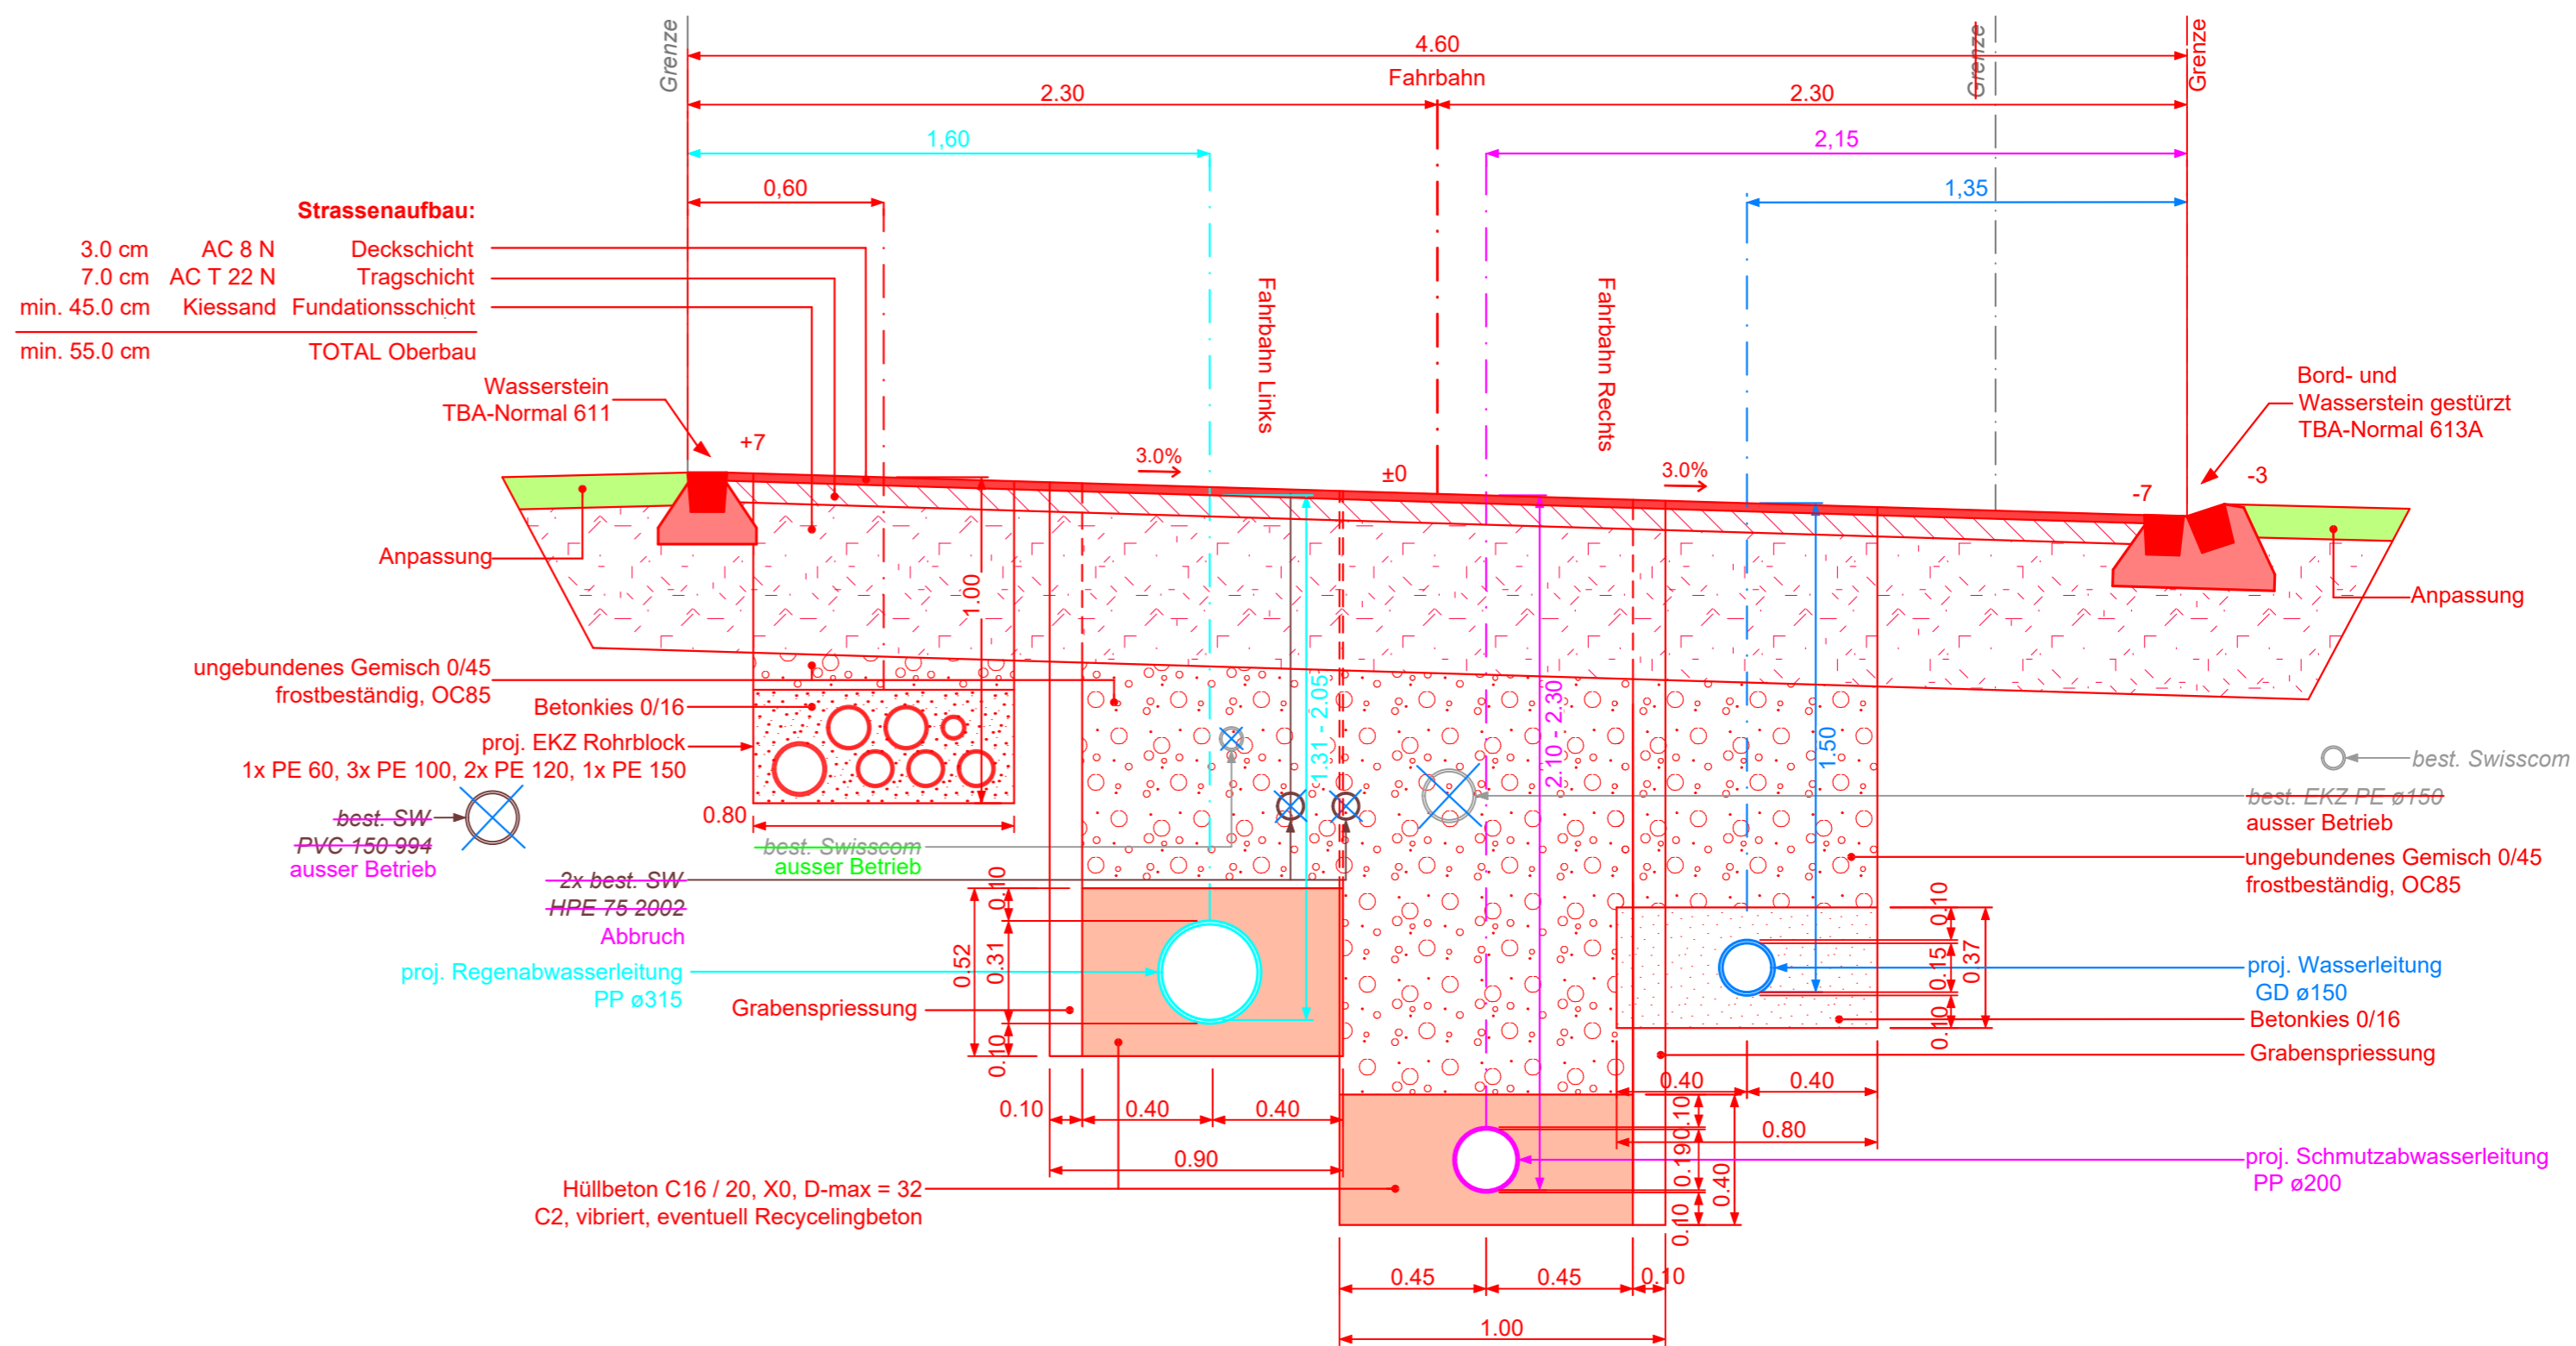 Grenze
4.60
Grenze
Grenze
Fahrbahn
2.30
2.30
1,60
2,15
0,60
1,35
Strassenaufbau:
3.0 cm AC 8 N Deckschicht
7.0 cm AC T 22 N Tragschicht
min. 45.0 cm Kiessand Fundationsschicht
min. 55.0 cm TOTAL Oberbau
Fahrbahn Links
Fahrbahn Rechts
Wasserstein
TBA-Normal 611
Bord- und
Wasserstein gestürzt
TBA-Normal 613A
+7
3.0%
±0
3.0%
-7
-3
Anpassung
1.00
Anpassung
ungebundenes Gemisch 0/45
frostbeständig, OC85
Betonkies 0/16
proj. EKZ Rohrblock
1x PE 60, 3x PE 100, 2x PE 120, 1x PE 150
1.31 - 2.05
2.10 - 2.30
1.50
best. Swisscom
best. EKZ PE ø150
ausser Betrieb
best. SW
PVC 150 994
ausser Betrieb
0.80
best. Swisscom
ausser Betrieb
ungebundenes Gemisch 0/45
frostbeständig, OC85
2x best. SW
HPE 75 2002
Abbruch
0.10
0.31
0.10
0.52
0.10
0.15
0.10
0.37
proj. Regenabwasserleitung
PP ø315
proj. Wasserleitung
GD ø150
Grabenspriessung
Betonkies 0/16
Grabenspriessung
0.10
0.40
0.40
0.90
0.40
0.40
0.80
0.10
0.19
0.10
0.40
proj. Schmutzabwasserleitung
PP ø200
Hüllbeton C16 / 20, X0, D-max = 32
C2, vibriert, eventuell Recycelingbeton
0.45
0.45
0.10
1.00